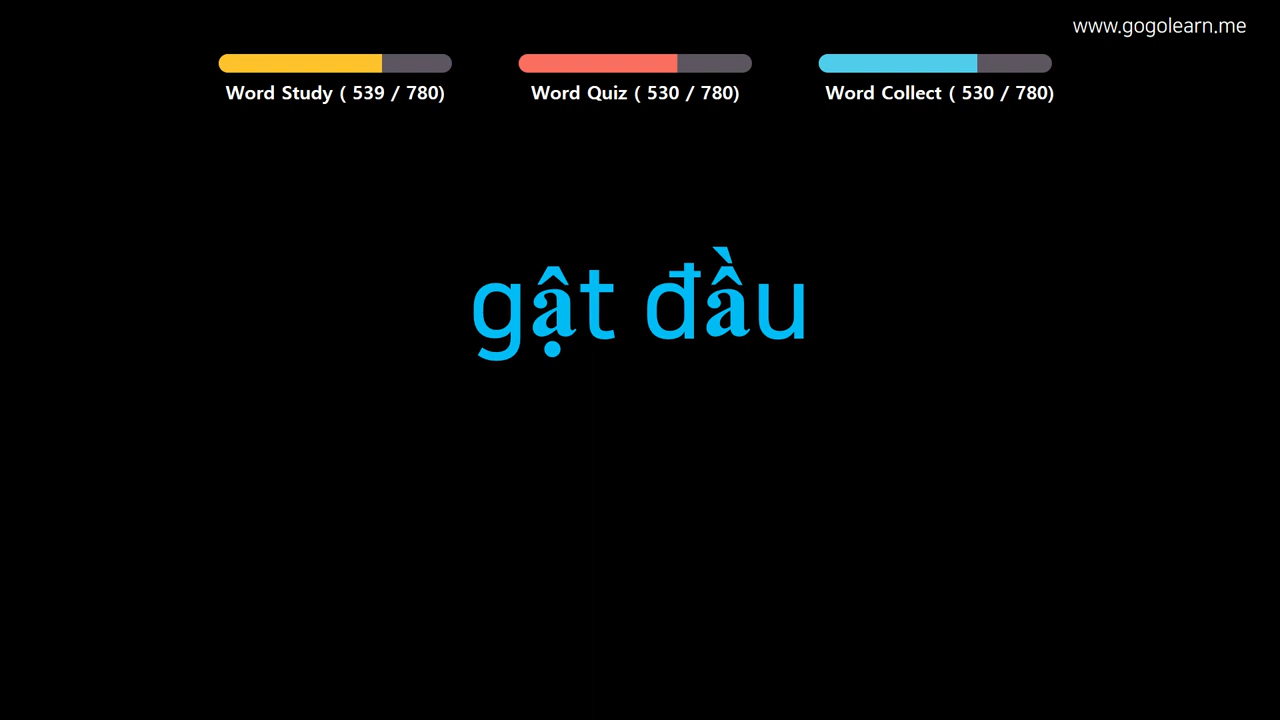 www.gogolearn.me
Word Study ( 539 / 780)
Word Quiz ( 530 / 780)
Word Collect ( 530 / 780)
gật đầu